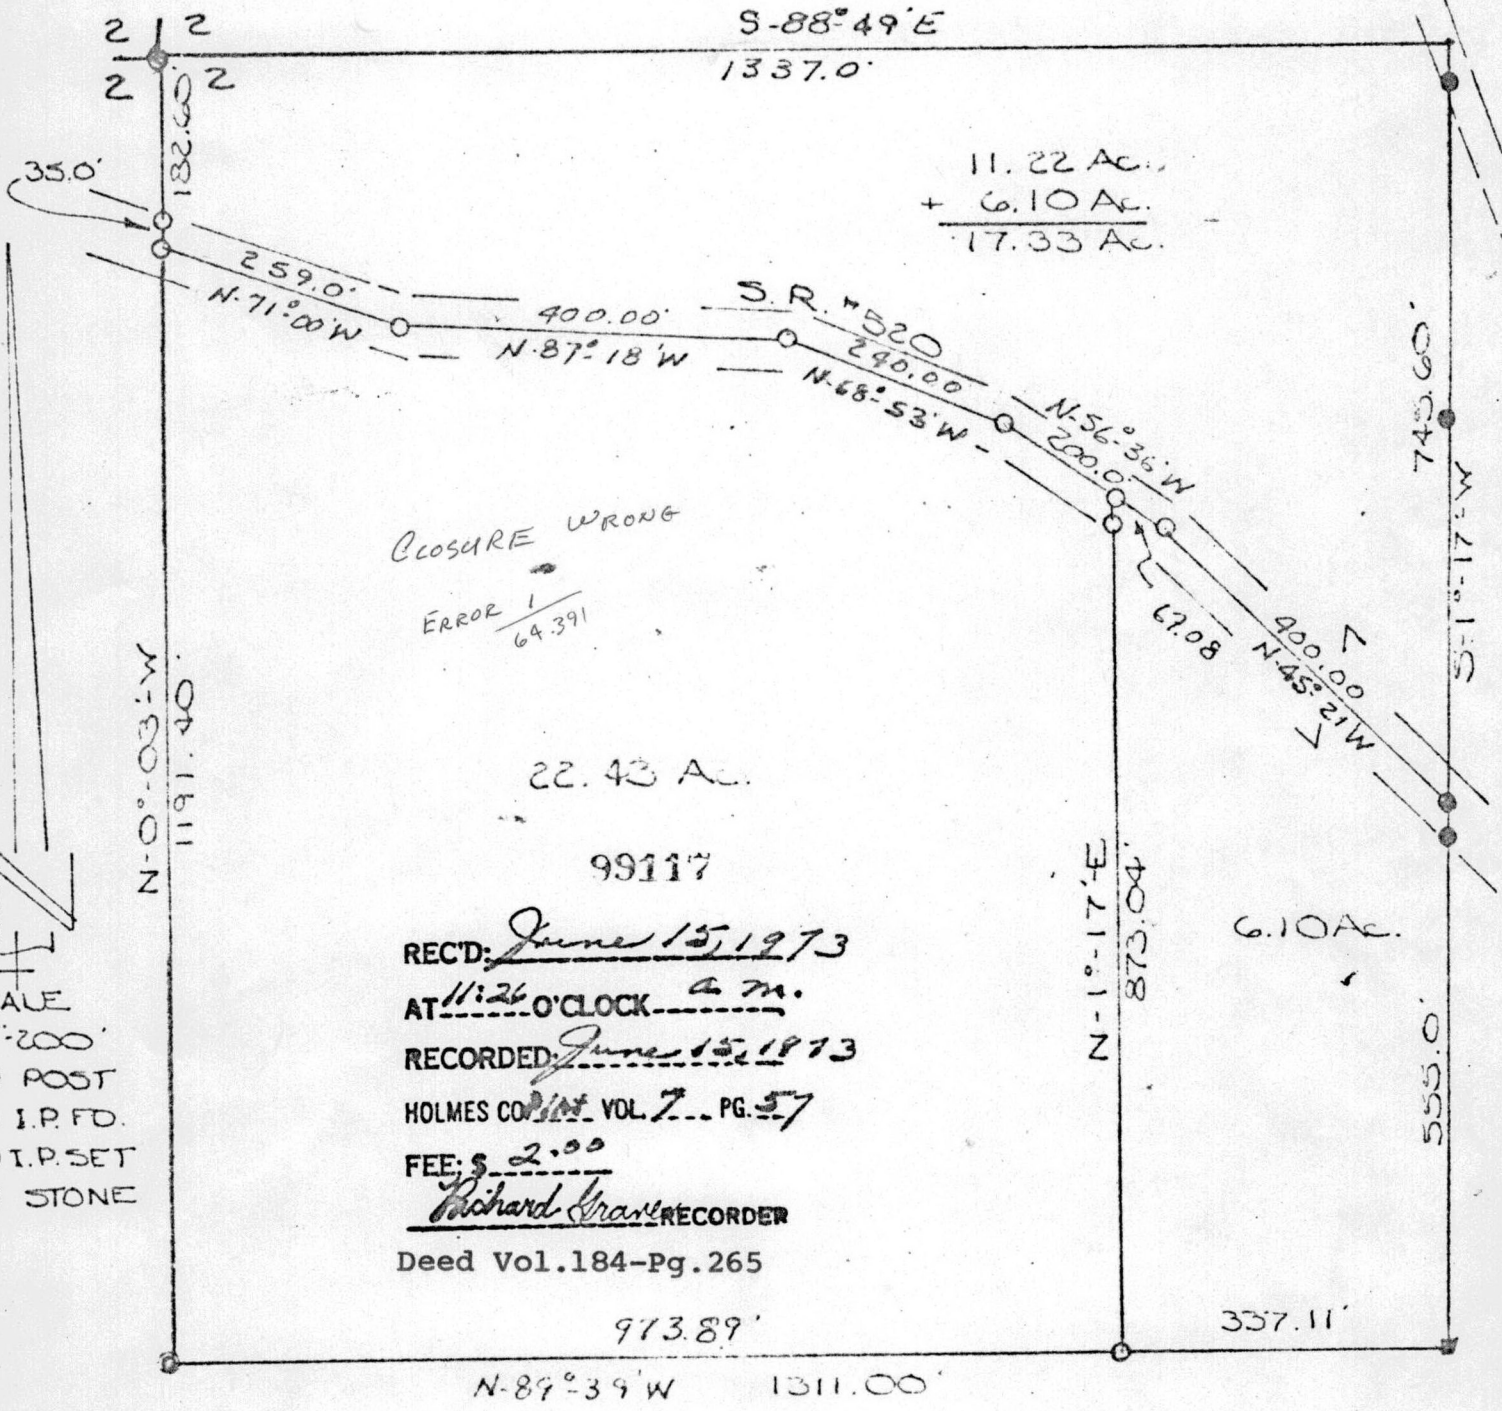 2 2
2 2
S-88°49'E
1337.0'
182.60'
35.0'
11.22 Ac.
+ 6.10 Ac.
17.33 Ac.
259.0'
N-71°00'W
400.00'
N-87°-18'W
S.R. #520
240.00
N-68°-53'W
N-56°-36'W
200.0'
67.08
400.00
N-45°-21'W
745.60'
S-1°-17'-W
CLOSURE WRONG
ERROR 1/64.391
N-0°-03'-W
1191.40'
22.43 Ac.
99117
REC'D: June 15, 1973
AT 11:26 O'CLOCK a m.
RECORDED: June 15, 1973
HOLMES CO Plat VOL. 7 PG. 57
FEE: $ 2.00
Richard Graven RECORDER
Deed Vol.184-Pg.265
N-1°-17'-E
873.04'
6.10 Ac.
555.0'
ALE
-200'
POST
I.P. FD.
I.P. SET
STONE
973.89'
337.11'
N-89°-39'W 1311.00'